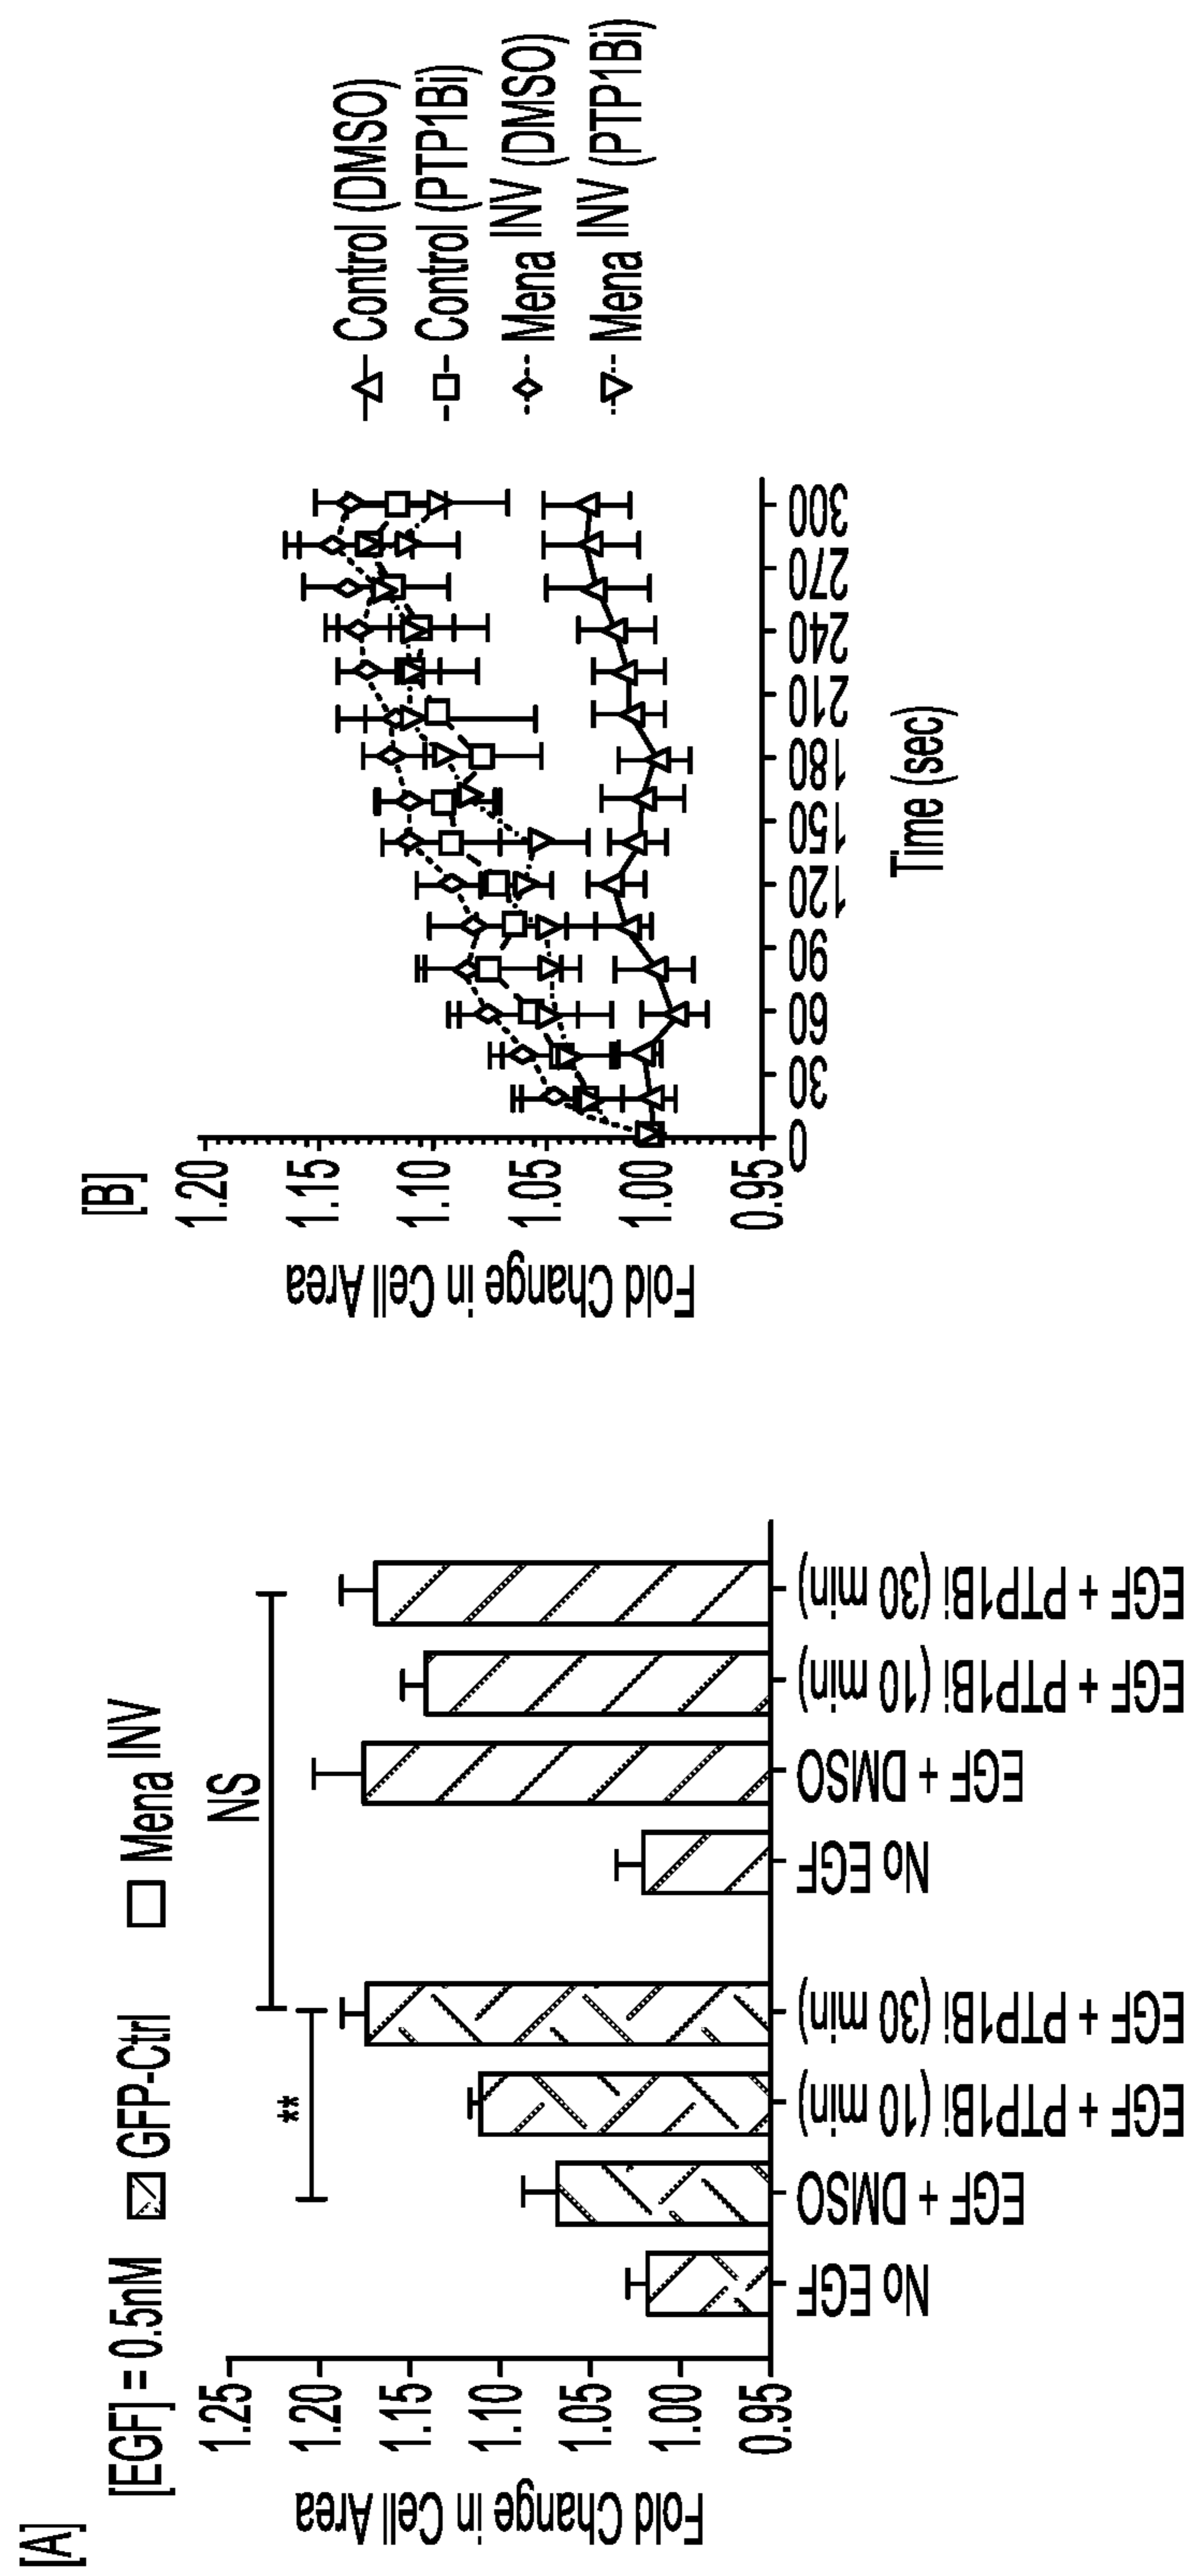 [A]
[EGF] = 0.5nM GFP-Ctrl Mena INV
NS
**
Fold Change in Cell Area
1.25
1.20
1.15
1.10
1.05
1.00
0.95
No EGF
EGF + DMSO
EGF + PTP1Bi (10 min)
EGF + PTP1Bi (30 min)
No EGF
EGF + DMSO
EGF + PTP1Bi (10 min)
EGF + PTP1Bi (30 min)
[B]
Fold Change in Cell Area
1.20
1.15
1.10
1.05
1.00
0.95
0 30 60 90 120 150 180 210 240 270 300
Time (sec)
Control (DMSO)
Control (PTP1Bi)
Mena INV (DMSO)
Mena INV (PTP1Bi)